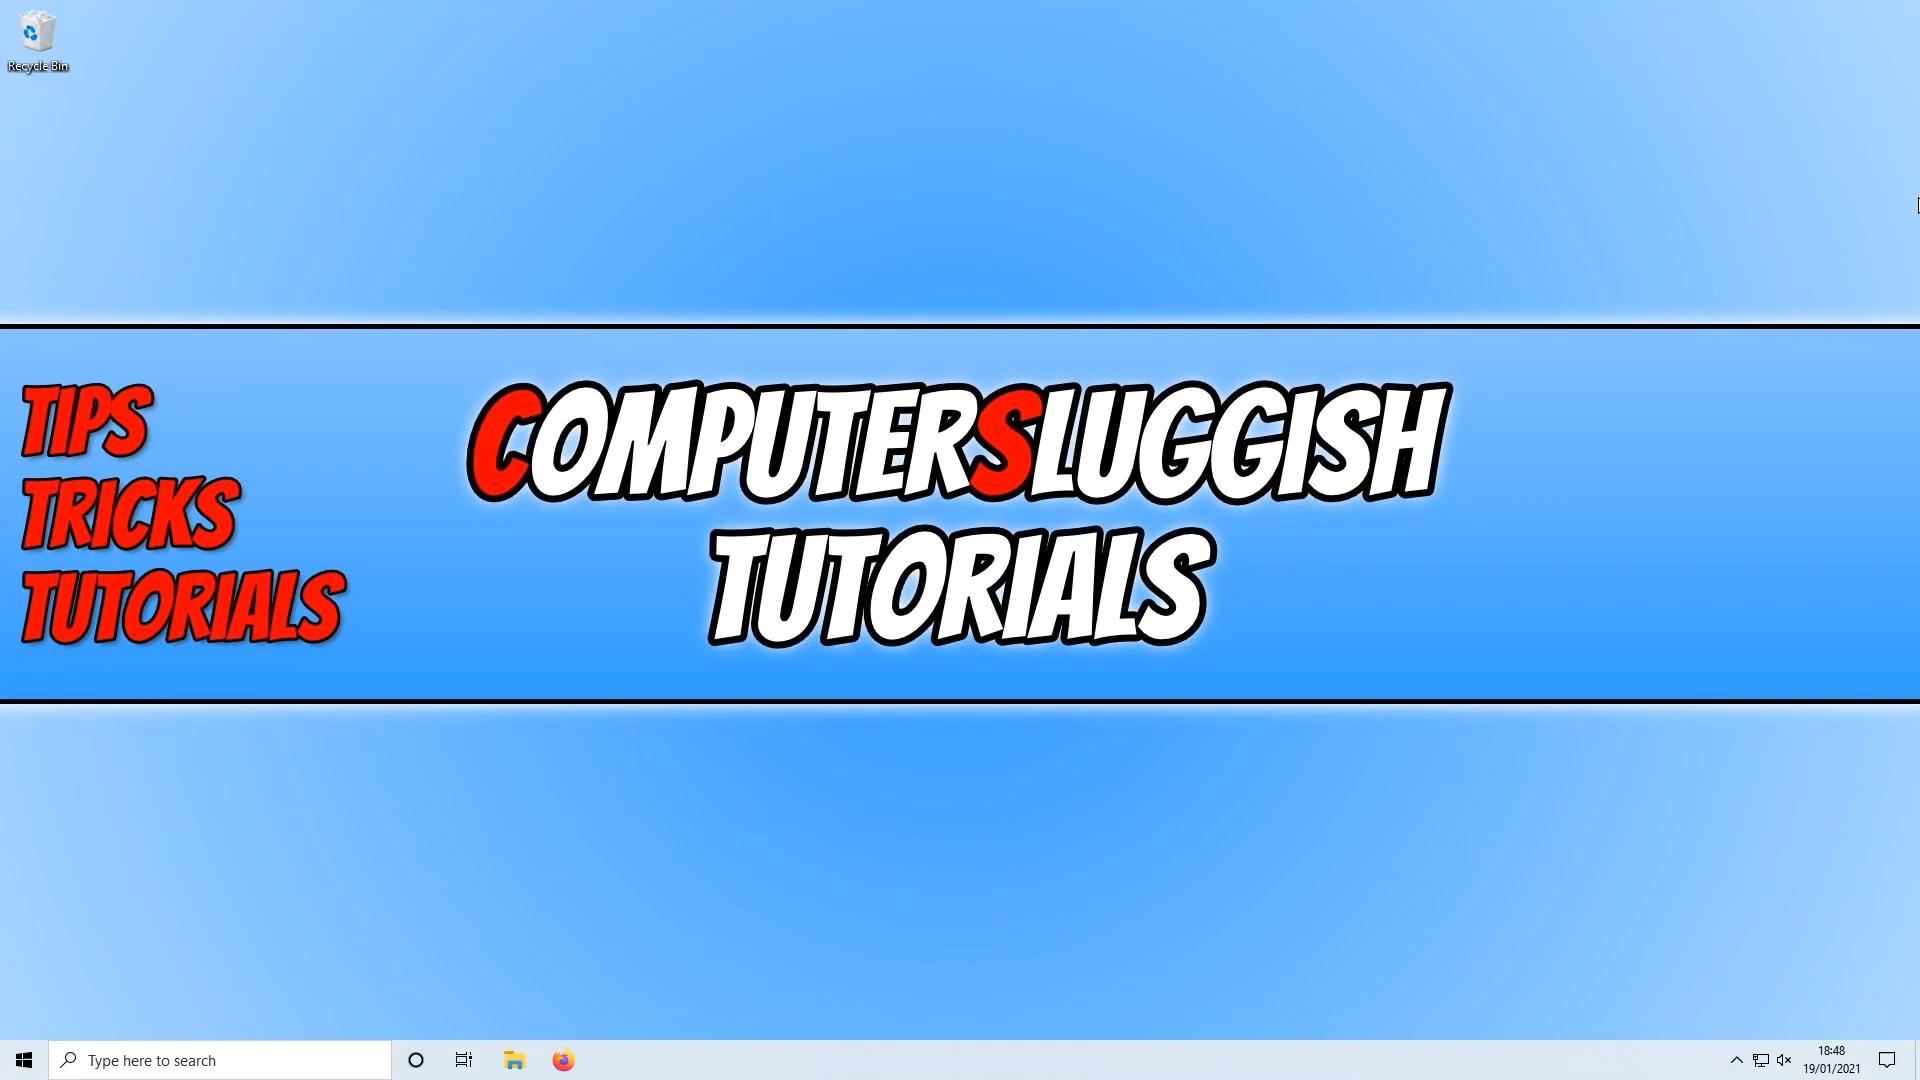 Recycle Bin
TIPS
TRICKS
TUTORIALS
COMPUTERSLUGGISH
TUTORIALS
Type here to search
18:48
19/01/2021